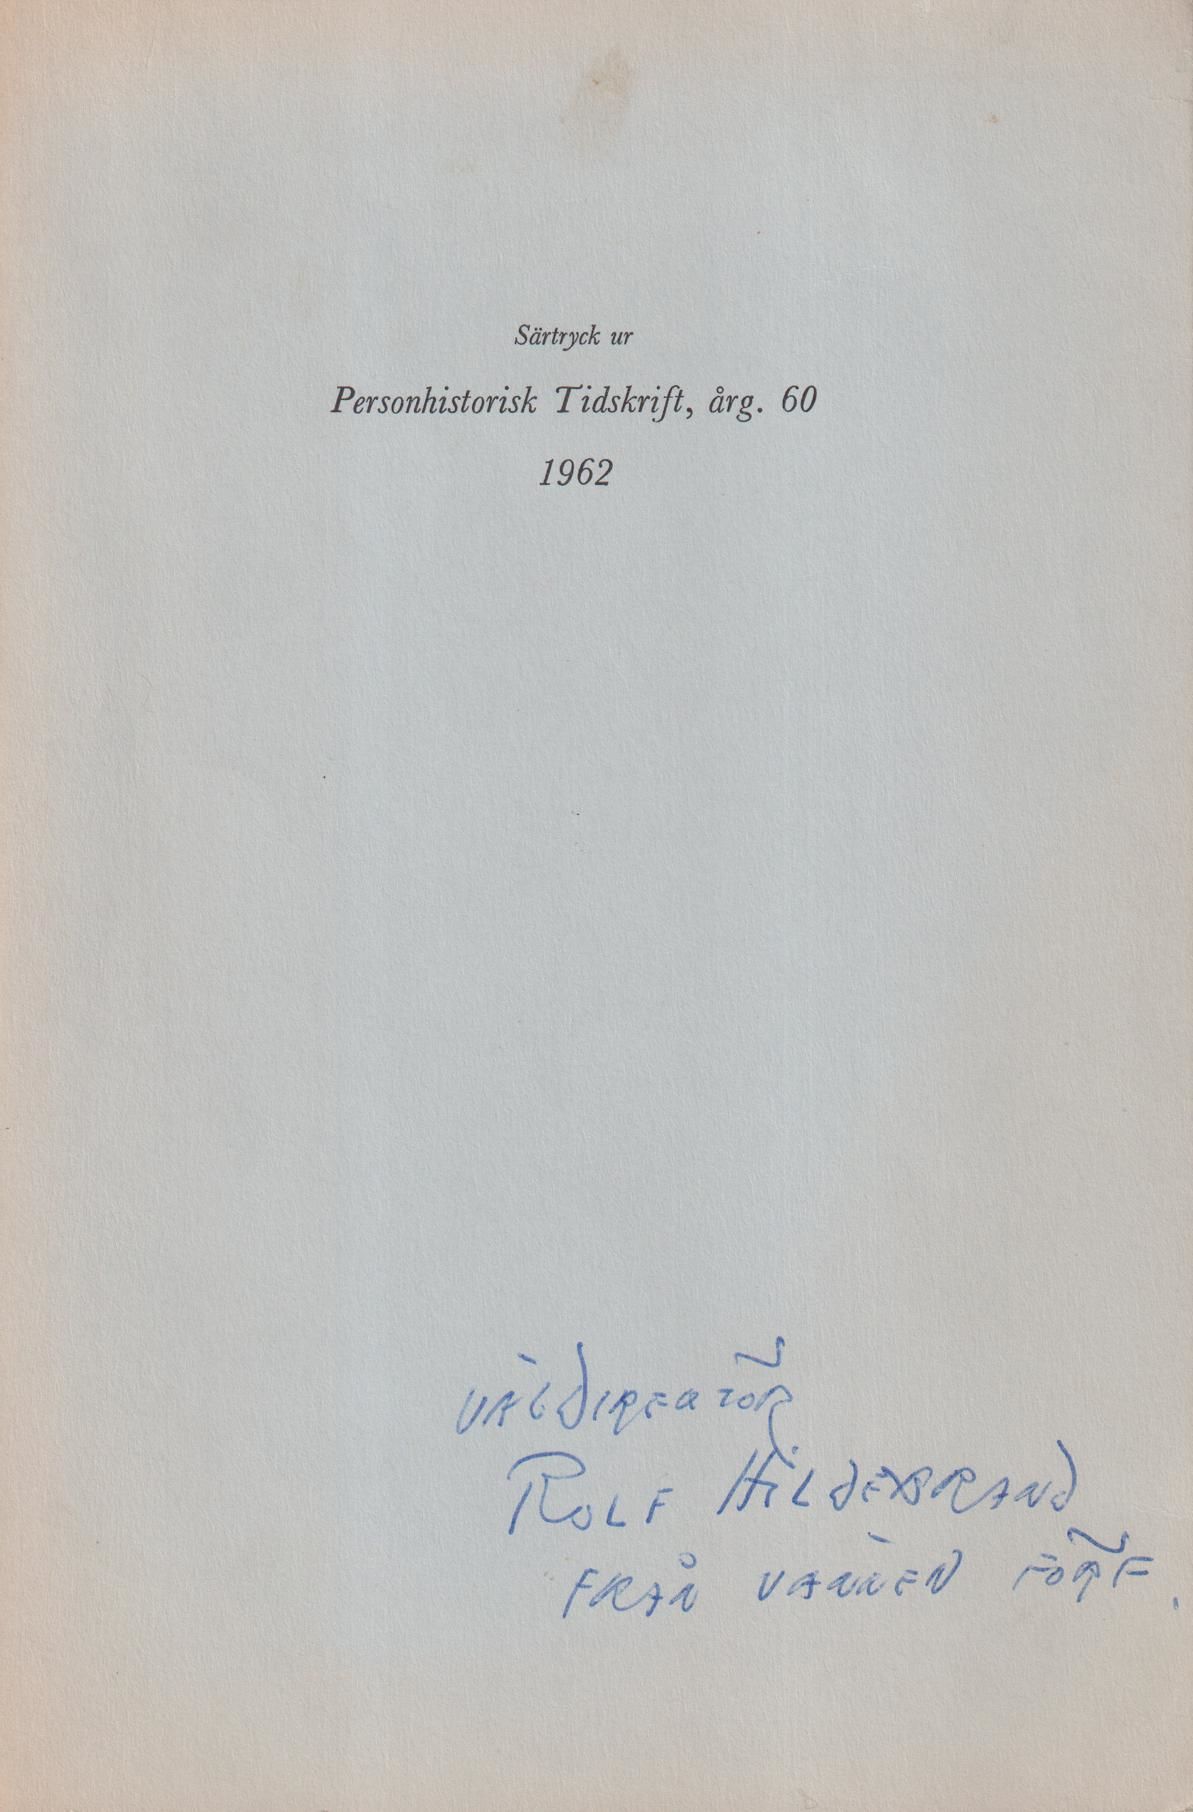 Särtryck ur
Personhistorisk Tidskrift, årg. 60
1962
ROLF HILDEBRAND
FRÅN VÄNNEN FÖRF.